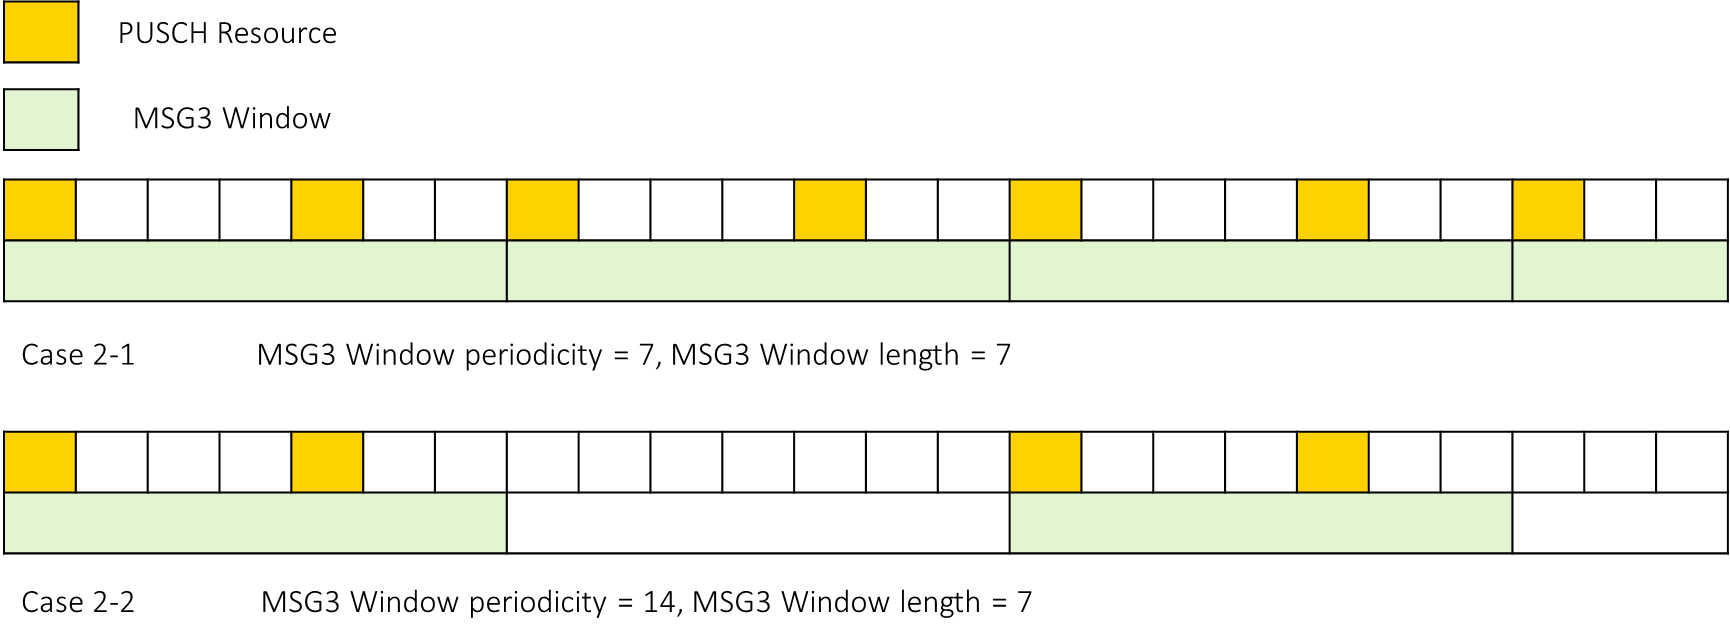 PUSCH Resource
MSG3 Window
Case 2-1 MSG3 Window periodicity = 7, MSG3 Window length = 7
Case 2-2 MSG3 Window periodicity = 14, MSG3 Window length = 7